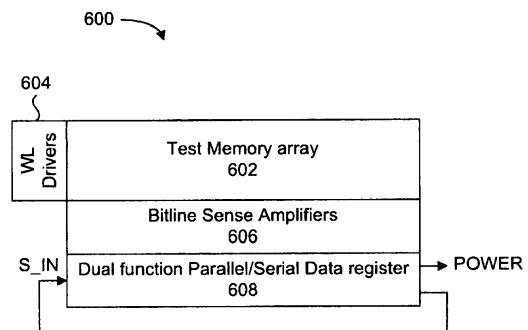 600
604
WL
Drivers
Test Memory array
602
Bitline Sense Amplifiers
606
S_IN
Dual function Parallel/Serial Data register
608
POWER